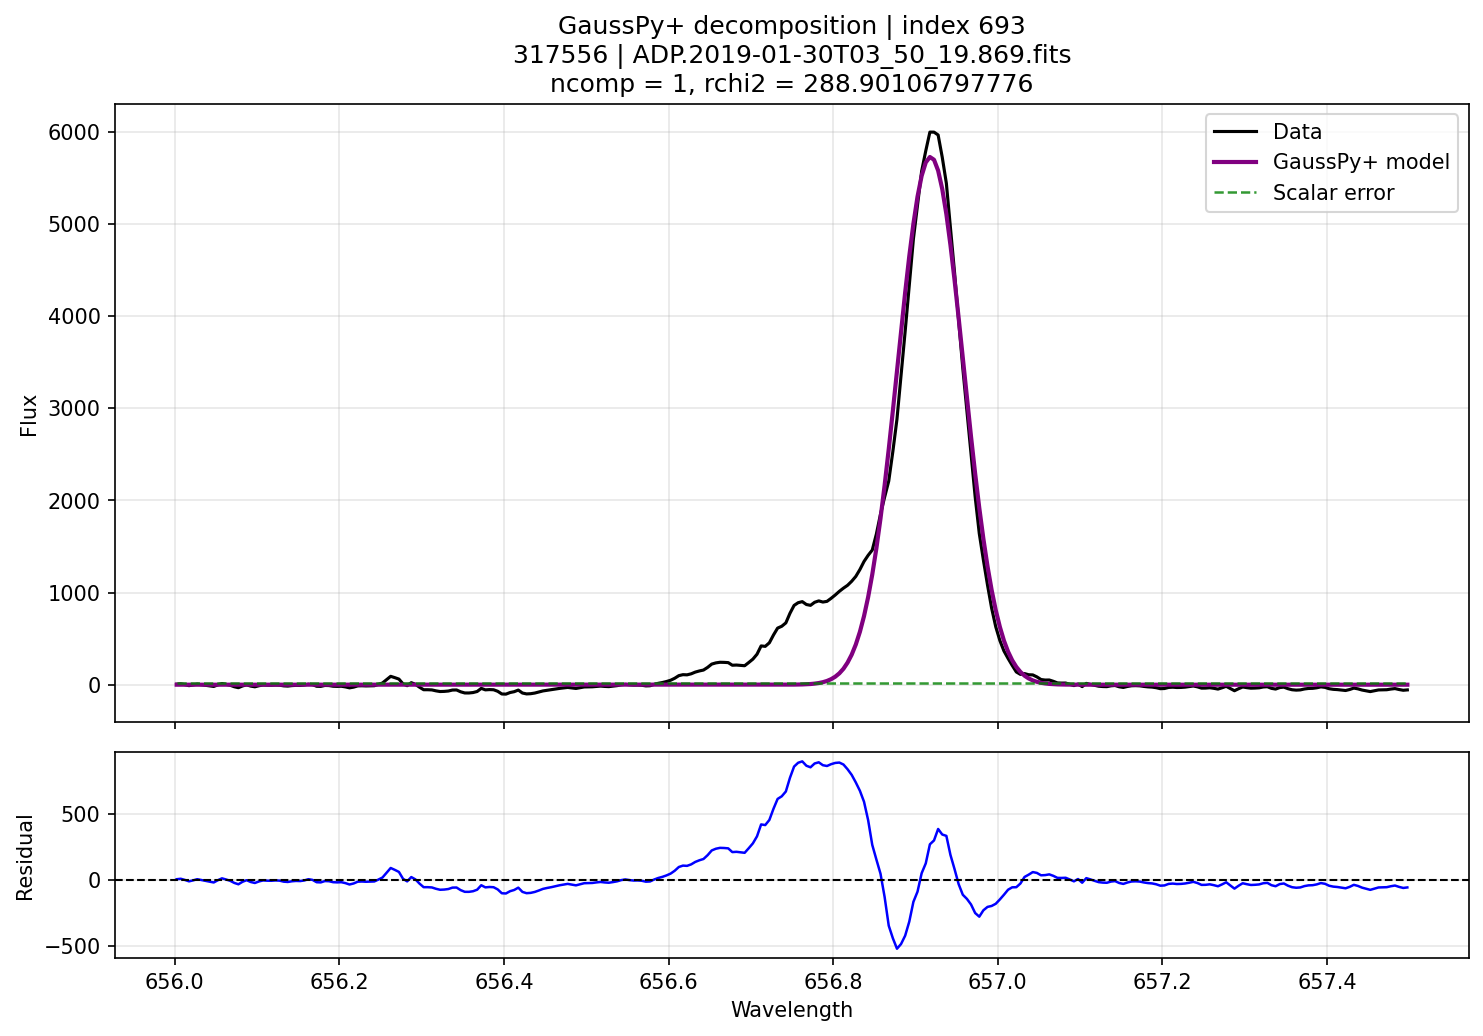 GaussPy+ decomposition | index 693
317556 | ADP.2019-01-30T03_50_19.869.fits
ncomp = 1, rchi2 = 288.90106797776
Data
GaussPy+ model
Scalar error
6000
5000
4000
3000
2000
1000
0
Flux
500
0
−500
Residual
656.0 656.2 656.4 656.6 656.8 657.0 657.2 657.4
Wavelength